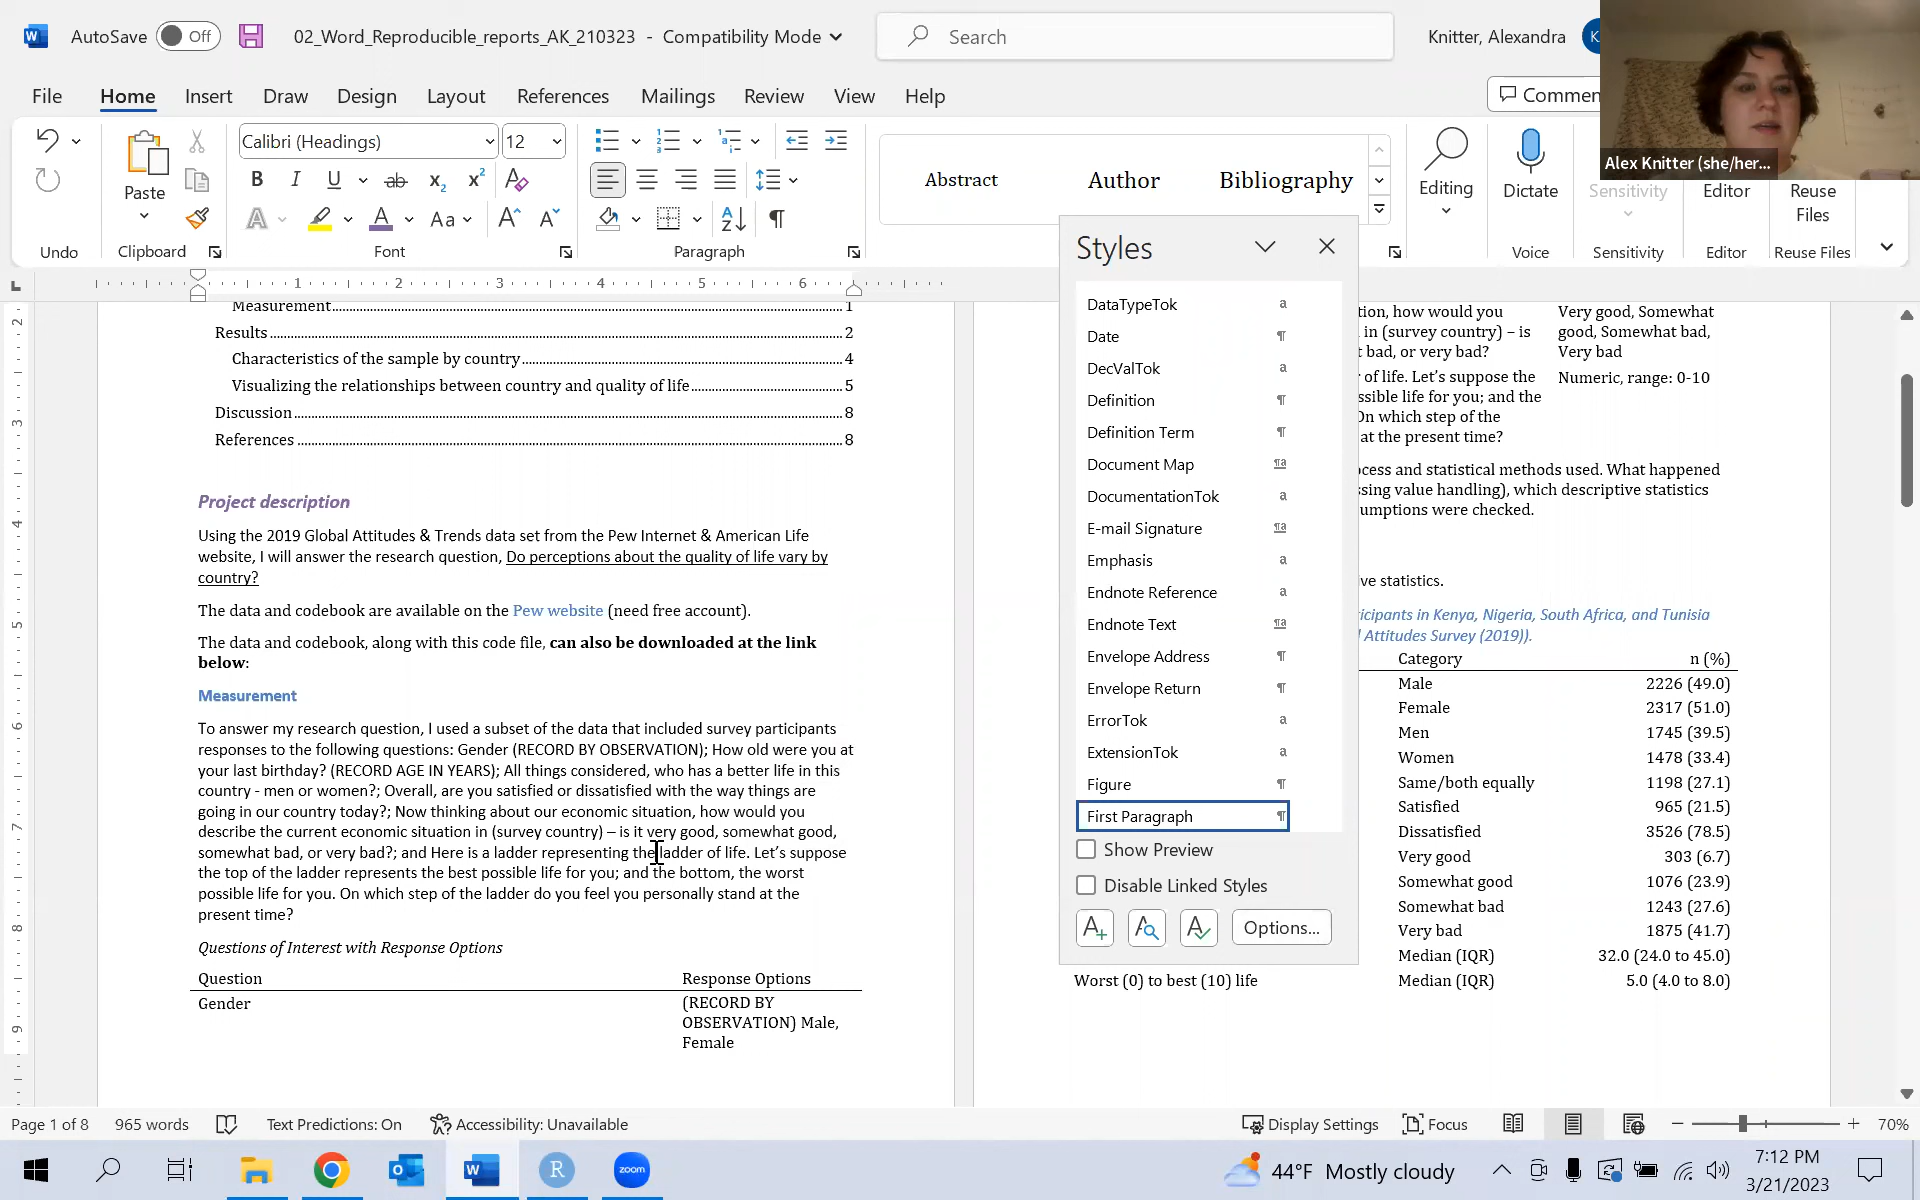 AutoSave Off 02_Word_Reproducible_reports_AK_210323 - Compatibility Mode Search Knitter, Alexandra
File Home Insert Draw Design Layout References Mailings Review View Help Commen
Alex Knitter (she/her...
Paste
Calibri (Headings) 12
Abstract Author Bibliography
Editing
Dictate
Sensitivity
Editor
Reuse Files
Undo Clipboard Font Paragraph Voice Sensitivity Editor Reuse Files
1 2 3 4 5 6
2
3
4
5
6
7
8
9
Measurement 1
Results 2
Characteristics of the sample by country 4
Visualizing the relationships between country and quality of life 5
Discussion 8
References 8
Project description
Using the 2019 Global Attitudes & Trends data set from the Pew Internet & American Life
website, I will answer the research question, Do perceptions about the quality of life vary by
country?
The data and codebook are available on the Pew website (need free account).
The data and codebook, along with this code file, can also be downloaded at the link
below:
Measurement
To answer my research question, I used a subset of the data that included survey participants
responses to the following questions: Gender (RECORD BY OBSERVATION); How old were you at
your last birthday? (RECORD AGE IN YEARS); All things considered, who has a better life in this
country - men or women?; Overall, are you satisfied or dissatisfied with the way things are
going in our country today?; Now thinking about our economic situation, how would you
describe the current economic situation in (survey country) – is it very good, somewhat good,
somewhat bad, or very bad?; and Here is a ladder representing the ladder of life. Let’s suppose
the top of the ladder represents the best possible life for you; and the bottom, the worst
possible life for you. On which step of the ladder do you feel you personally stand at the
present time?
Questions of Interest with Response Options
Question Response Options
Gender (RECORD BY
OBSERVATION) Male,
Female
Styles
DataTypeTok a
Date ¶
DecValTok a
Definition ¶
Definition Term ¶
Document Map ¶a
DocumentationTok a
E-mail Signature ¶a
Emphasis a
Endnote Reference a
Endnote Text ¶a
Envelope Address ¶
Envelope Return ¶
ErrorTok a
ExtensionTok a
Figure ¶
First Paragraph ¶
Show Preview
Disable Linked Styles
Options...
tion, how would you Very good, Somewhat
in (survey country) – is good, Somewhat bad,
t bad, or very bad? Very bad
r of life. Let’s suppose the Numeric, range: 0-10
ssible life for you; and the
On which step of the
at the present time?
ocess and statistical methods used. What happened
ssing value handling), which descriptive statistics
umptions were checked.
ve statistics.
ticipants in Kenya, Nigeria, South Africa, and Tunisia
l Attitudes Survey (2019)).
Category n (%)
Male 2226 (49.0)
Female 2317 (51.0)
Men 1745 (39.5)
Women 1478 (33.4)
Same/both equally 1198 (27.1)
Satisfied 965 (21.5)
Dissatisfied 3526 (78.5)
Very good 303 (6.7)
Somewhat good 1076 (23.9)
Somewhat bad 1243 (27.6)
Very bad 1875 (41.7)
Median (IQR) 32.0 (24.0 to 45.0)
Worst (0) to best (10) life Median (IQR) 5.0 (4.0 to 8.0)
Page 1 of 8 965 words Text Predictions: On Accessibility: Unavailable Display Settings Focus 70%
zoom
44°F Mostly cloudy
7:12 PM
3/21/2023